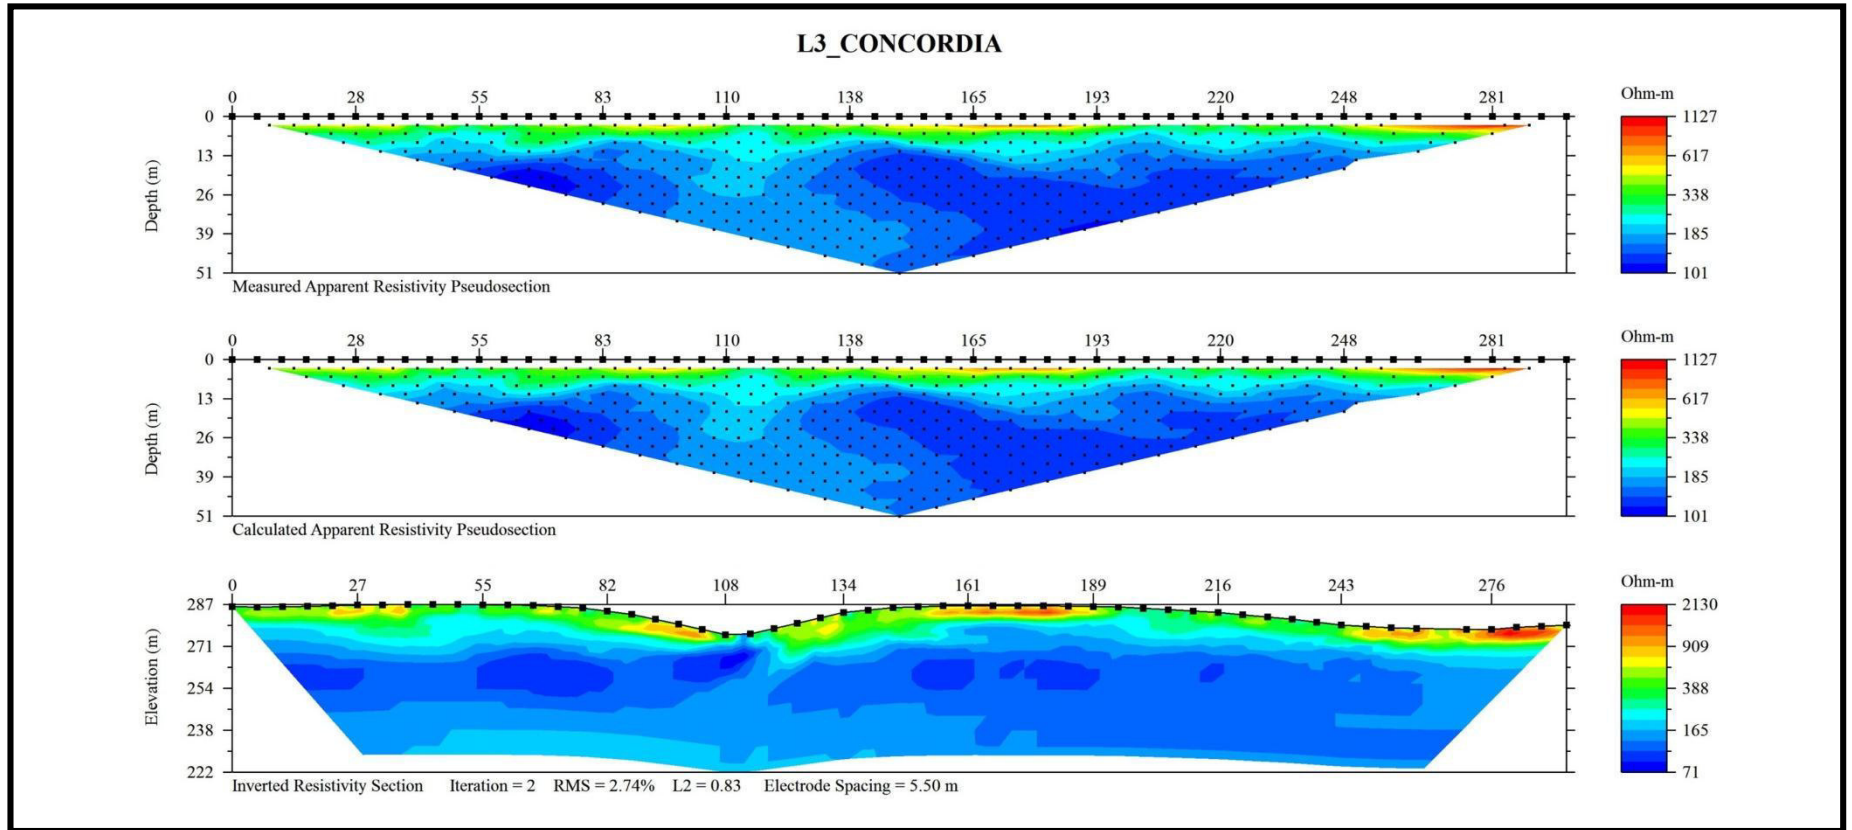 L3_CONCORDIA
0 28 55 83 110 138 165 193 220 248 281
Ohm-m
Depth (m)
0
13
26
39
51
1127
617
338
185
101
Measured Apparent Resistivity Pseudosection
0 28 55 83 110 138 165 193 220 248 281
Ohm-m
Depth (m)
0
13
26
39
51
1127
617
338
185
101
Calculated Apparent Resistivity Pseudosection
0 27 55 82 108 134 161 189 216 243 276
Ohm-m
Elevation (m)
287
271
254
238
222
2130
909
388
165
71
Inverted Resistivity Section Iteration = 2 RMS = 2.74% L2 = 0.83 Electrode Spacing = 5.50 m